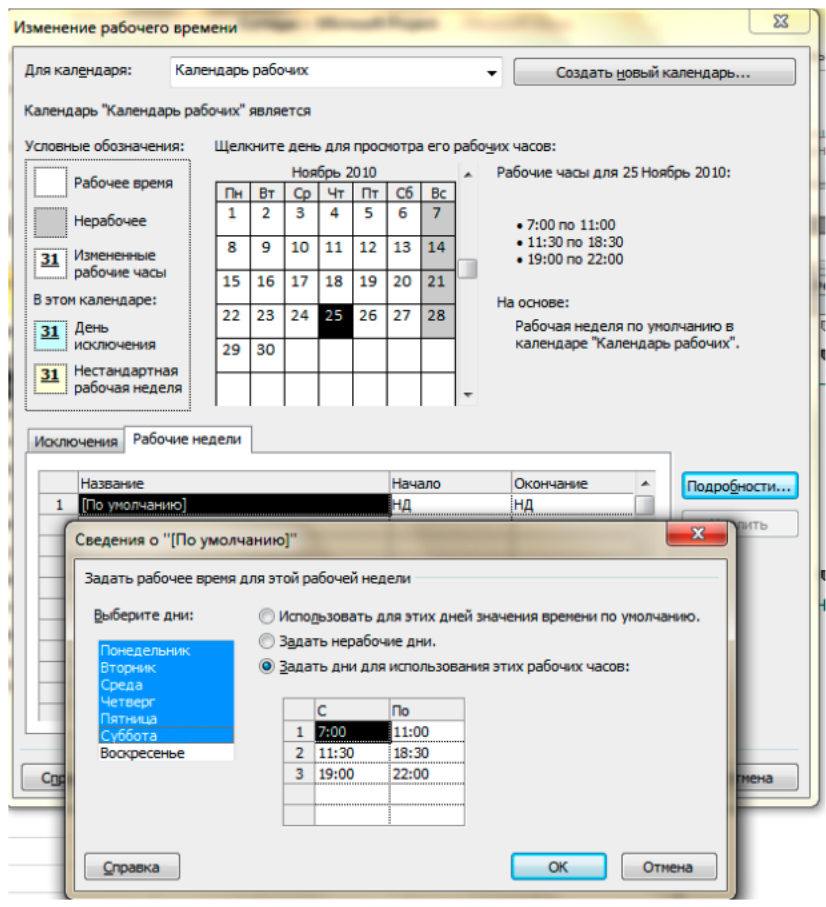 Изменение рабочего времени
Для календаря: Календарь рабочих Создать новый календарь...
Календарь "Календарь рабочих" является
Условные обозначения: Щелкните день для просмотра его рабочих часов:
Рабочее время
Нерабочее
31 Измененные
рабочие часы
В этом календаре:
31 День
исключения
31 Нестандартная
рабочая неделя
Ноябрь 2010
Пн Вт Ср Чт Пт Сб Вс
1 2 3 4 5 6 7
8 9 10 11 12 13 14
15 16 17 18 19 20 21
22 23 24 25 26 27 28
29 30
Рабочие часы для 25 Ноябрь 2010:
• 7:00 по 11:00
• 11:30 по 18:30
• 19:00 по 22:00
На основе:
Рабочая неделя по умолчанию в
календаре "Календарь рабочих".
Исключения Рабочие недели
Название Начало Окончание
1 [По умолчанию] НД НД
Подробности...
Сведения о "[По умолчанию]"
Задать рабочее время для этой рабочей недели
Выберите дни:
Понедельник
Вторник
Среда
Четверг
Пятница
Суббота
Воскресенье
Использовать для этих дней значения времени по умолчанию.
Задать нерабочие дни.
Задать дни для использования этих рабочих часов:
С По
1 7:00 11:00
2 11:30 18:30
3 19:00 22:00
Справка OK Отмена